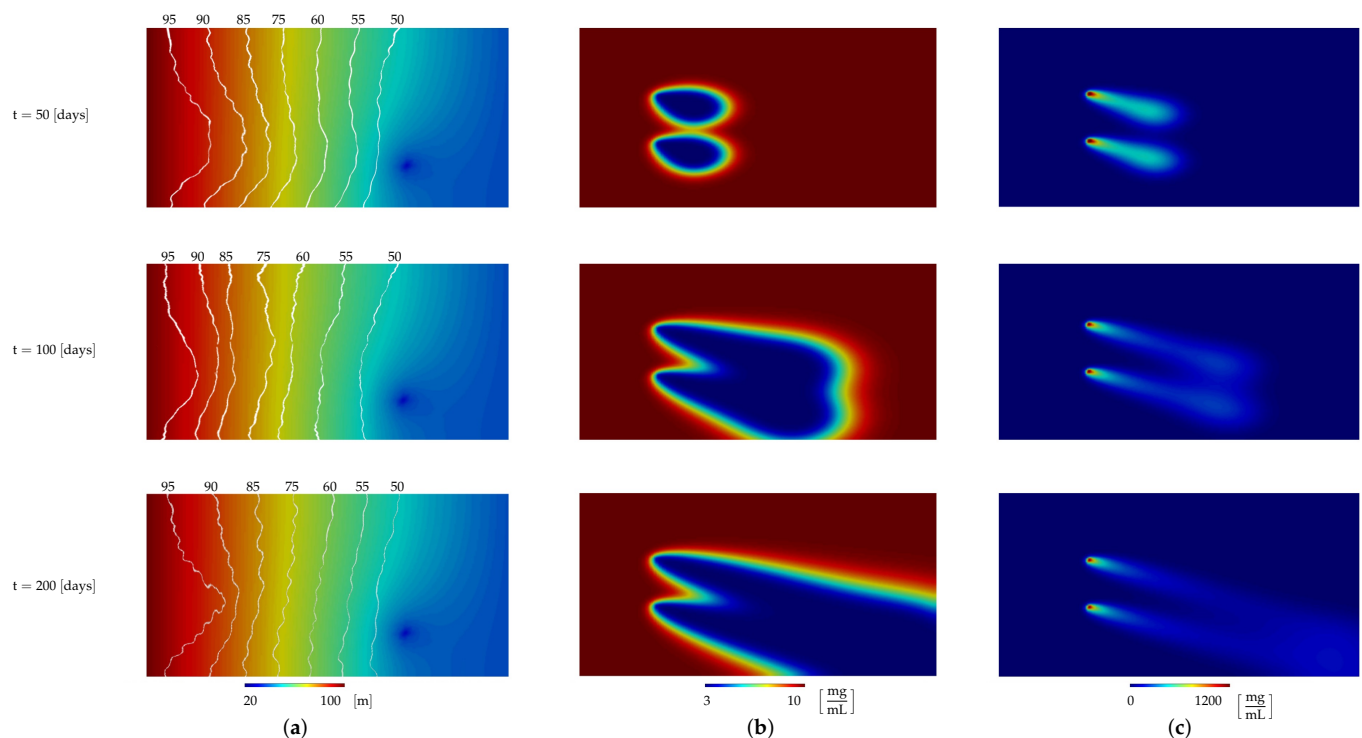 95 90 85 75 60 55 50
t = 50 [days]
95 90 85 75 60 55 50
t = 100 [days]
95 90 85 75 60 55 50
t = 200 [days]
20 100 [m]
3 10 [mg/mL]
0 1200 [mg/mL]
(a) (b) (c)